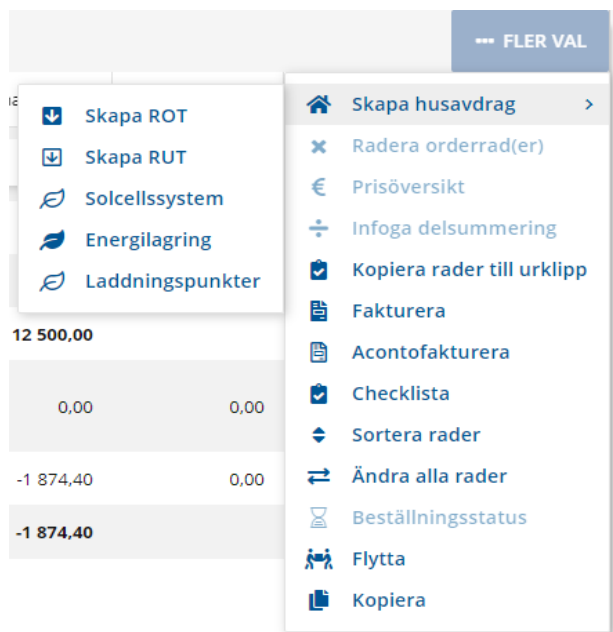 FLER VAL
Skapa husavdrag
Radera orderrad(er)
Prisöversikt
Infoga delsummering
Kopiera rader till urklipp
Fakturera
Acontofakturera
Checklista
Sortera rader
Ändra alla rader
Beställningsstatus
Flytta
Kopiera
Skapa ROT
Skapa RUT
Solcellssystem
Energilagring
Laddningspunkter
12 500,00
0,00 0,00
-1 874,40 0,00
-1 874,40